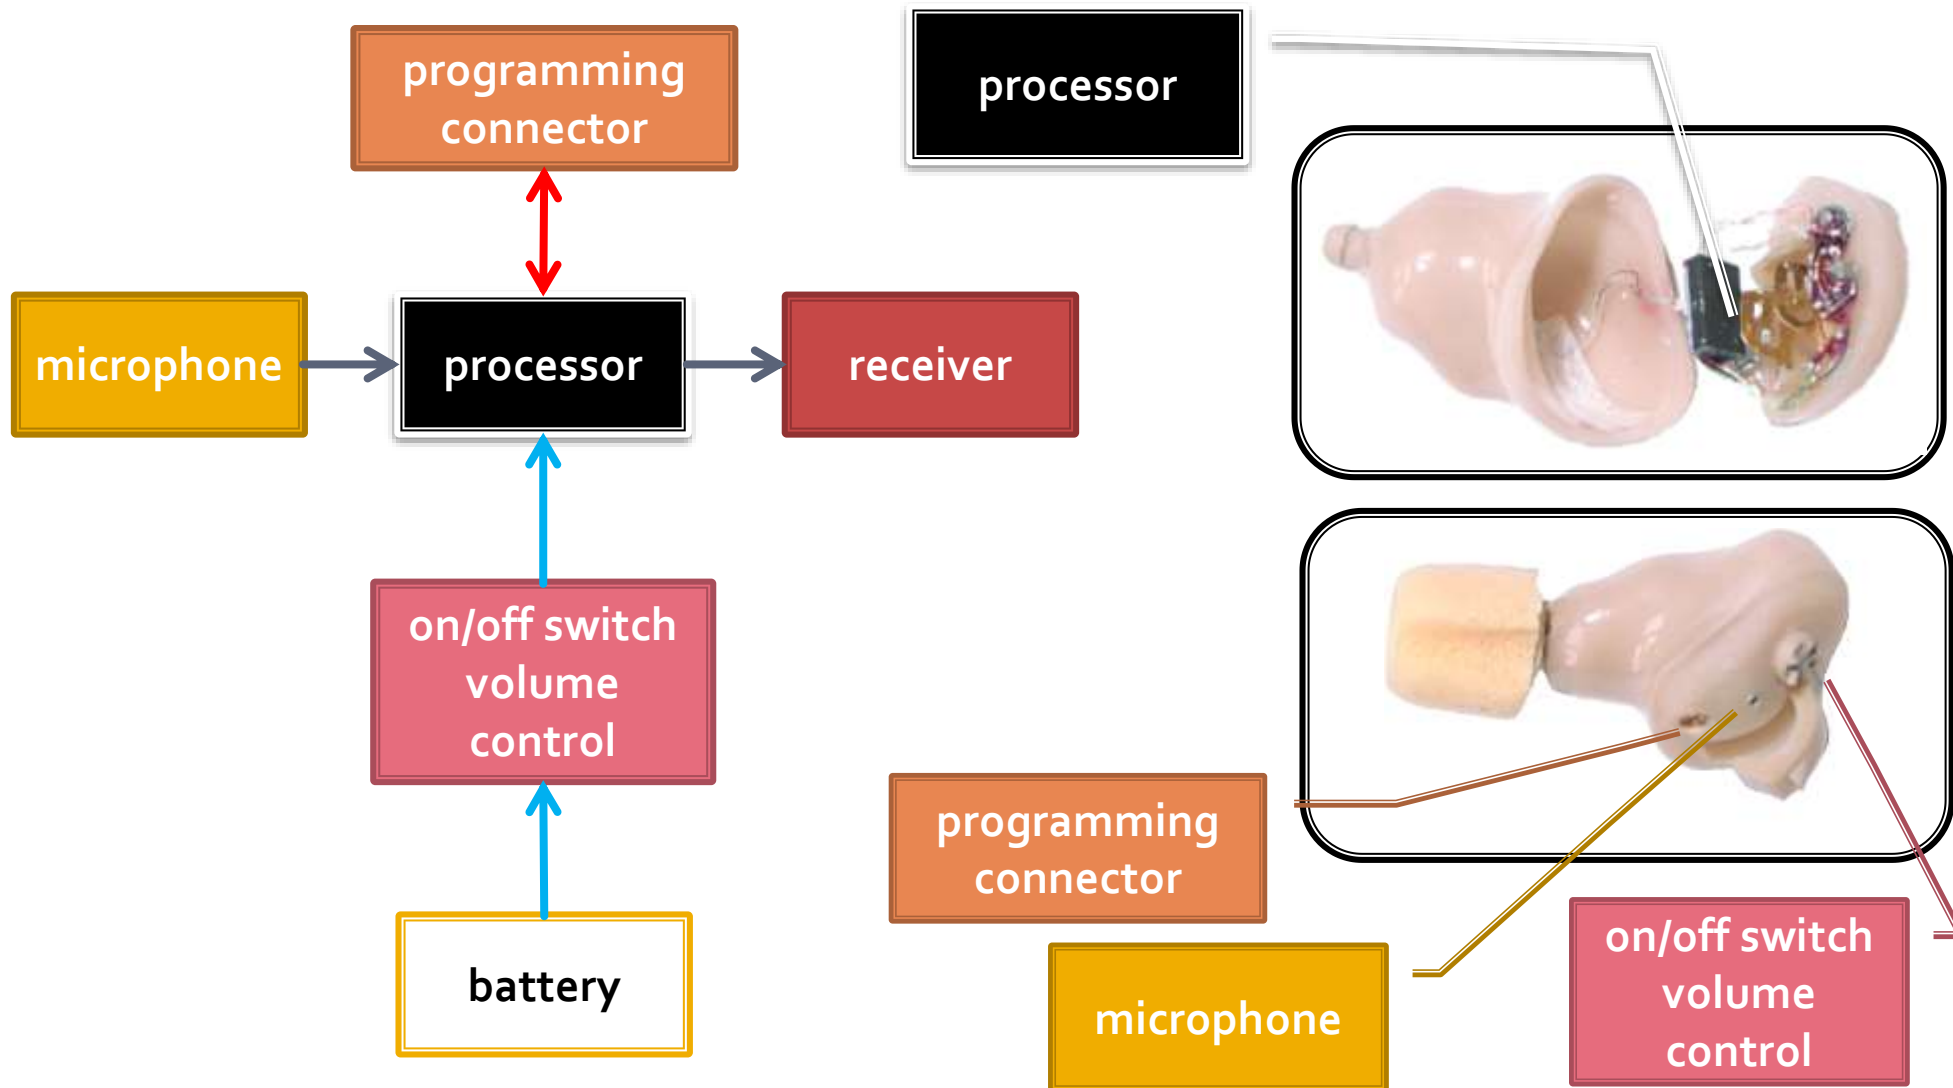 programming
connector
processor
microphone
processor
receiver
on/off switch
volume
control
battery
programming
connector
microphone
on/off switch
volume
control